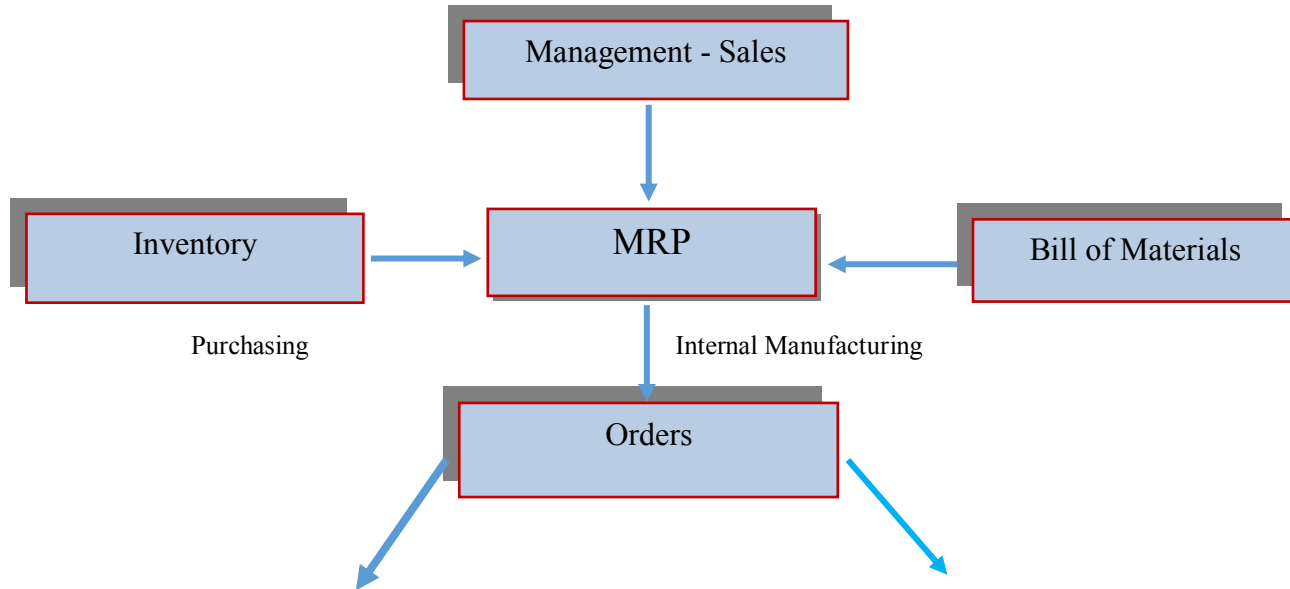 Management - Sales
Inventory
MRP
Bill of Materials
Purchasing
Internal Manufacturing
Orders